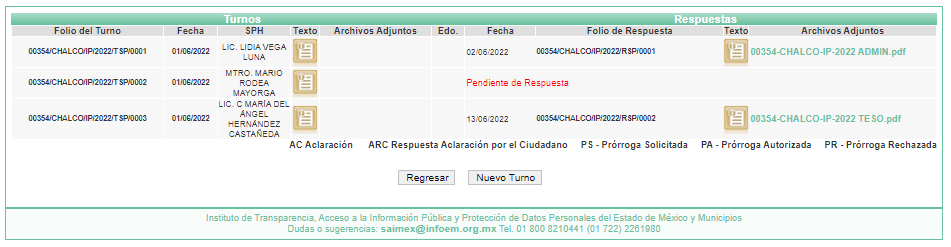 Turnos Respuestas
Folio del Turno Fecha SPH Texto Archivos Adjuntos Edo. Fecha Folio de Respuesta Texto Archivos Adjuntos
00354/CHALCO/IP/2022/TSP/0001 01/06/2022 LIC. LIDIA VEGA LUNA 02/06/2022 00354/CHALCO/IP/2022/RSP/0001 00354-CHALCO-IP-2022 ADMIN.pdf
00354/CHALCO/IP/2022/TSP/0002 01/06/2022 MTRO. MARIO RODEA MAYORGA Pendiente de Respuesta
00354/CHALCO/IP/2022/TSP/0003 01/06/2022 LIC. C MARÍA DEL ÁNGEL HERNÁNDEZ CASTAÑEDA 13/06/2022 00354/CHALCO/IP/2022/RSP/0002 00354-CHALCO-IP-2022 TESO.pdf
AC Aclaración ARC Respuesta Aclaración por el Ciudadano PS - Prórroga Solicitada PA - Prórroga Autorizada PR - Prórroga Rechazada
Regresar Nuevo Turno
Instituto de Transparencia, Acceso a la Información Pública y Protección de Datos Personales del Estado de México y Municipios
Dudas o sugerencias: saimex@infoem.org.mx Tel. 01 800 8210441 (01 722) 2261980